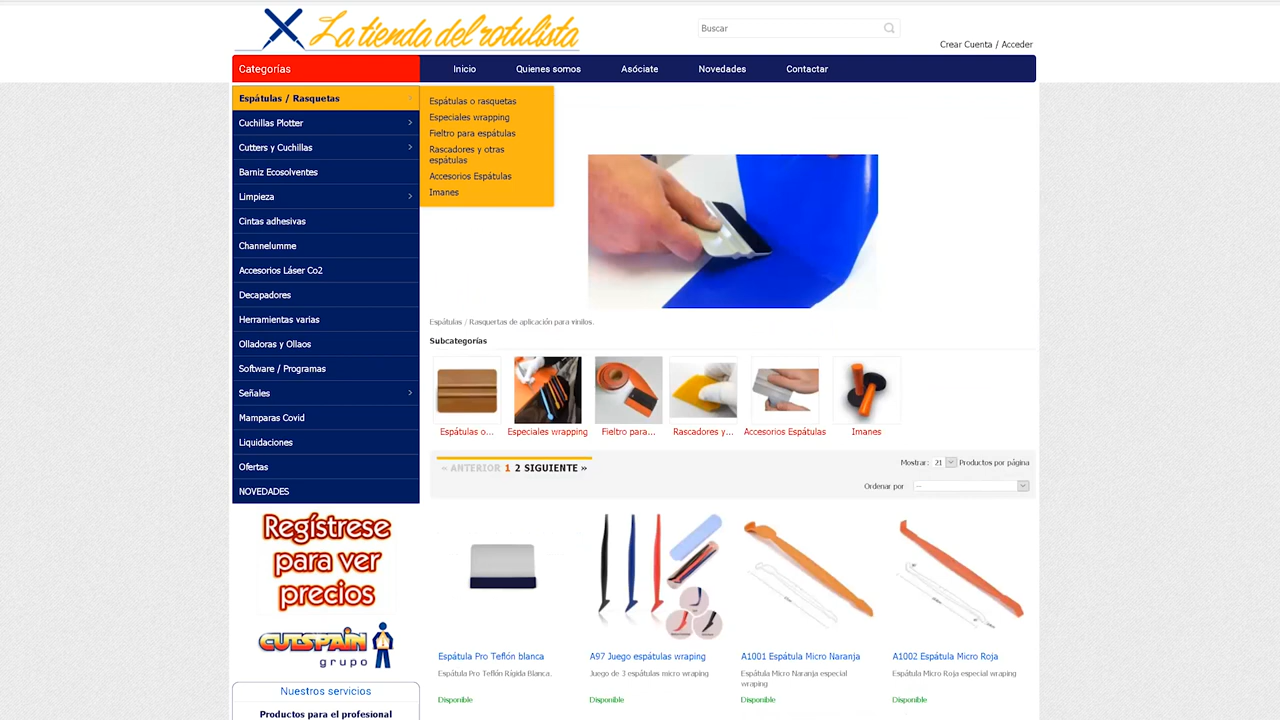 La tienda del rotulista
Buscar
Crear Cuenta / Acceder
Categorías
Inicio
Quienes somos
Asóciate
Novedades
Contactar
Espátulas / Rasquetas
Cuchillas Plotter
Cutters y Cuchillas
Barniz Ecosolventes
Limpieza
Cintas adhesivas
Channelumme
Accesorios Láser Co2
Decapadores
Herramientas varias
Olladoras y Ollaos
Software / Programas
Señales
Mamparas Covid
Liquidaciones
Ofertas
NOVEDADES
Espátulas o rasquetas
Especiales wrapping
Fieltro para espátulas
Rascadores y otras
espátulas
Accesorios Espátulas
Imanes
Espátulas / Rasquertas de aplicación para vinilos.
Subcategorías
Espátulas o...
Especiales wrapping
Fieltro para...
Rascadores y...
Accesorios Espátulas
Imanes
« ANTERIOR 1 2 SIGUIENTE »
Mostrar: 21 Productos por página
Ordenar por --
Regístrese
para ver
precios
CUTSPAIN
grupo
Nuestros servicios
Productos para el profesional
Espátula Pro Teflón blanca
Espátula Pro Teflón Rígida Blanca.
Disponible
A97 Juego espátulas wraping
Juego de 3 espátulas micro wraping
Disponible
A1001 Espátula Micro Naranja
Espátula Micro Naranja especial
wraping
Disponible
A1002 Espátula Micro Roja
Espátula Micro Roja especial wraping
Disponible